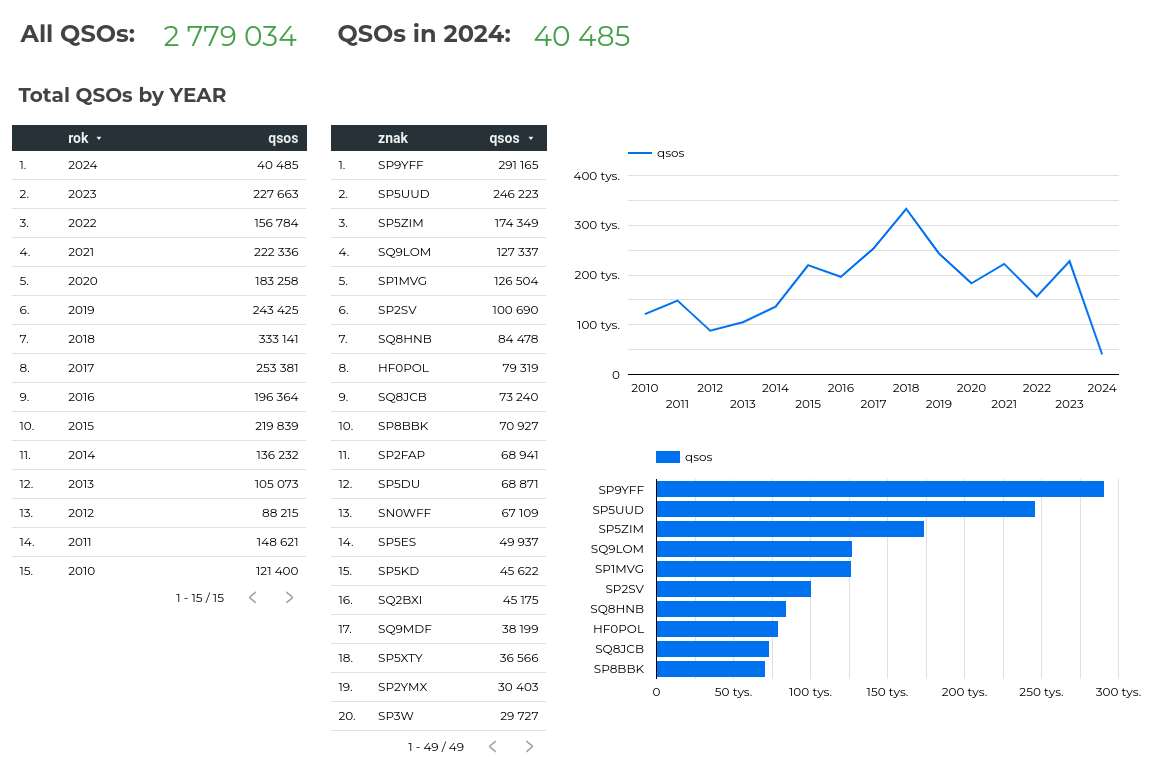 All QSOs: 2 779 034 QSOs in 2024: 40 485
Total QSOs by YEAR
rok qsos
1. 2024 40 485
2. 2023 227 663
3. 2022 156 784
4. 2021 222 336
5. 2020 183 258
6. 2019 243 425
7. 2018 333 141
8. 2017 253 381
9. 2016 196 364
10. 2015 219 839
11. 2014 136 232
12. 2013 105 073
13. 2012 88 215
14. 2011 148 621
15. 2010 121 400
1 - 15 / 15
znak qsos
1. SP9YFF 291 165
2. SP5UUD 246 223
3. SP5ZIM 174 349
4. SQ9LOM 127 337
5. SP1MVG 126 504
6. SP2SV 100 690
7. SQ8HNB 84 478
8. HF0POL 79 319
9. SQ8JCB 73 240
10. SP8BBK 70 927
11. SP2FAP 68 941
12. SP5DU 68 871
13. SN0WFF 67 109
14. SP5ES 49 937
15. SP5KD 45 622
16. SQ2BXI 45 175
17. SQ9MDF 38 199
18. SP5XTY 36 566
19. SP2YMX 30 403
20. SP3W 29 727
1 - 49 / 49
qsos
400 tys.
300 tys.
200 tys.
100 tys.
0
2010 2012 2014 2016 2018 2020 2022 2024
2011 2013 2015 2017 2019 2021 2023
qsos
SP9YFF
SP5UUD
SP5ZIM
SQ9LOM
SP1MVG
SP2SV
SQ8HNB
HF0POL
SQ8JCB
SP8BBK
0 50 tys. 100 tys. 150 tys. 200 tys. 250 tys. 300 tys.